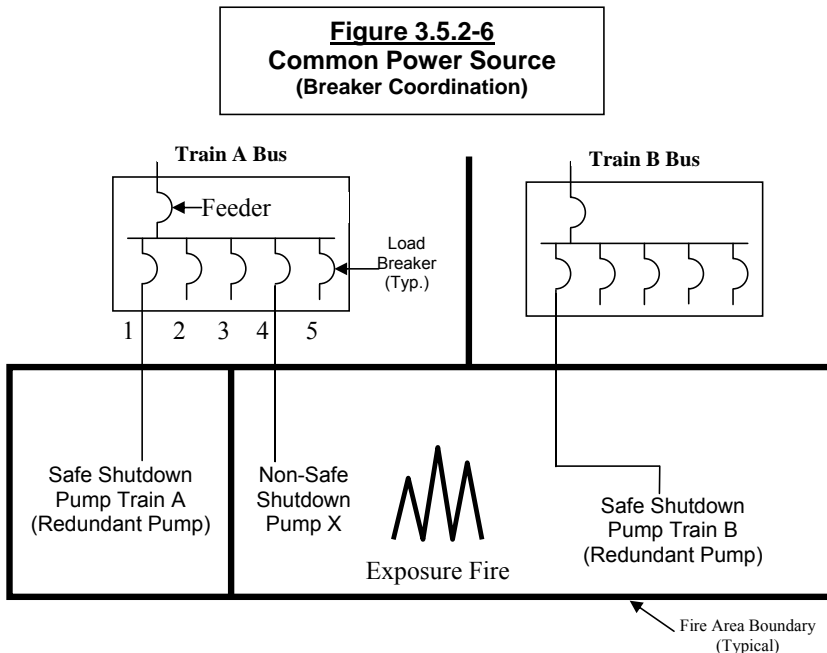 Figure 3.5.2-6
Common Power Source
(Breaker Coordination)
Train A Bus
Train B Bus
Feeder
Load
Breaker
(Typ.)
1 2 3 4 5
Safe Shutdown
Pump Train A
(Redundant Pump)
Non-Safe
Shutdown
Pump X
Exposure Fire
Safe Shutdown
Pump Train B
(Redundant Pump)
Fire Area Boundary
(Typical)